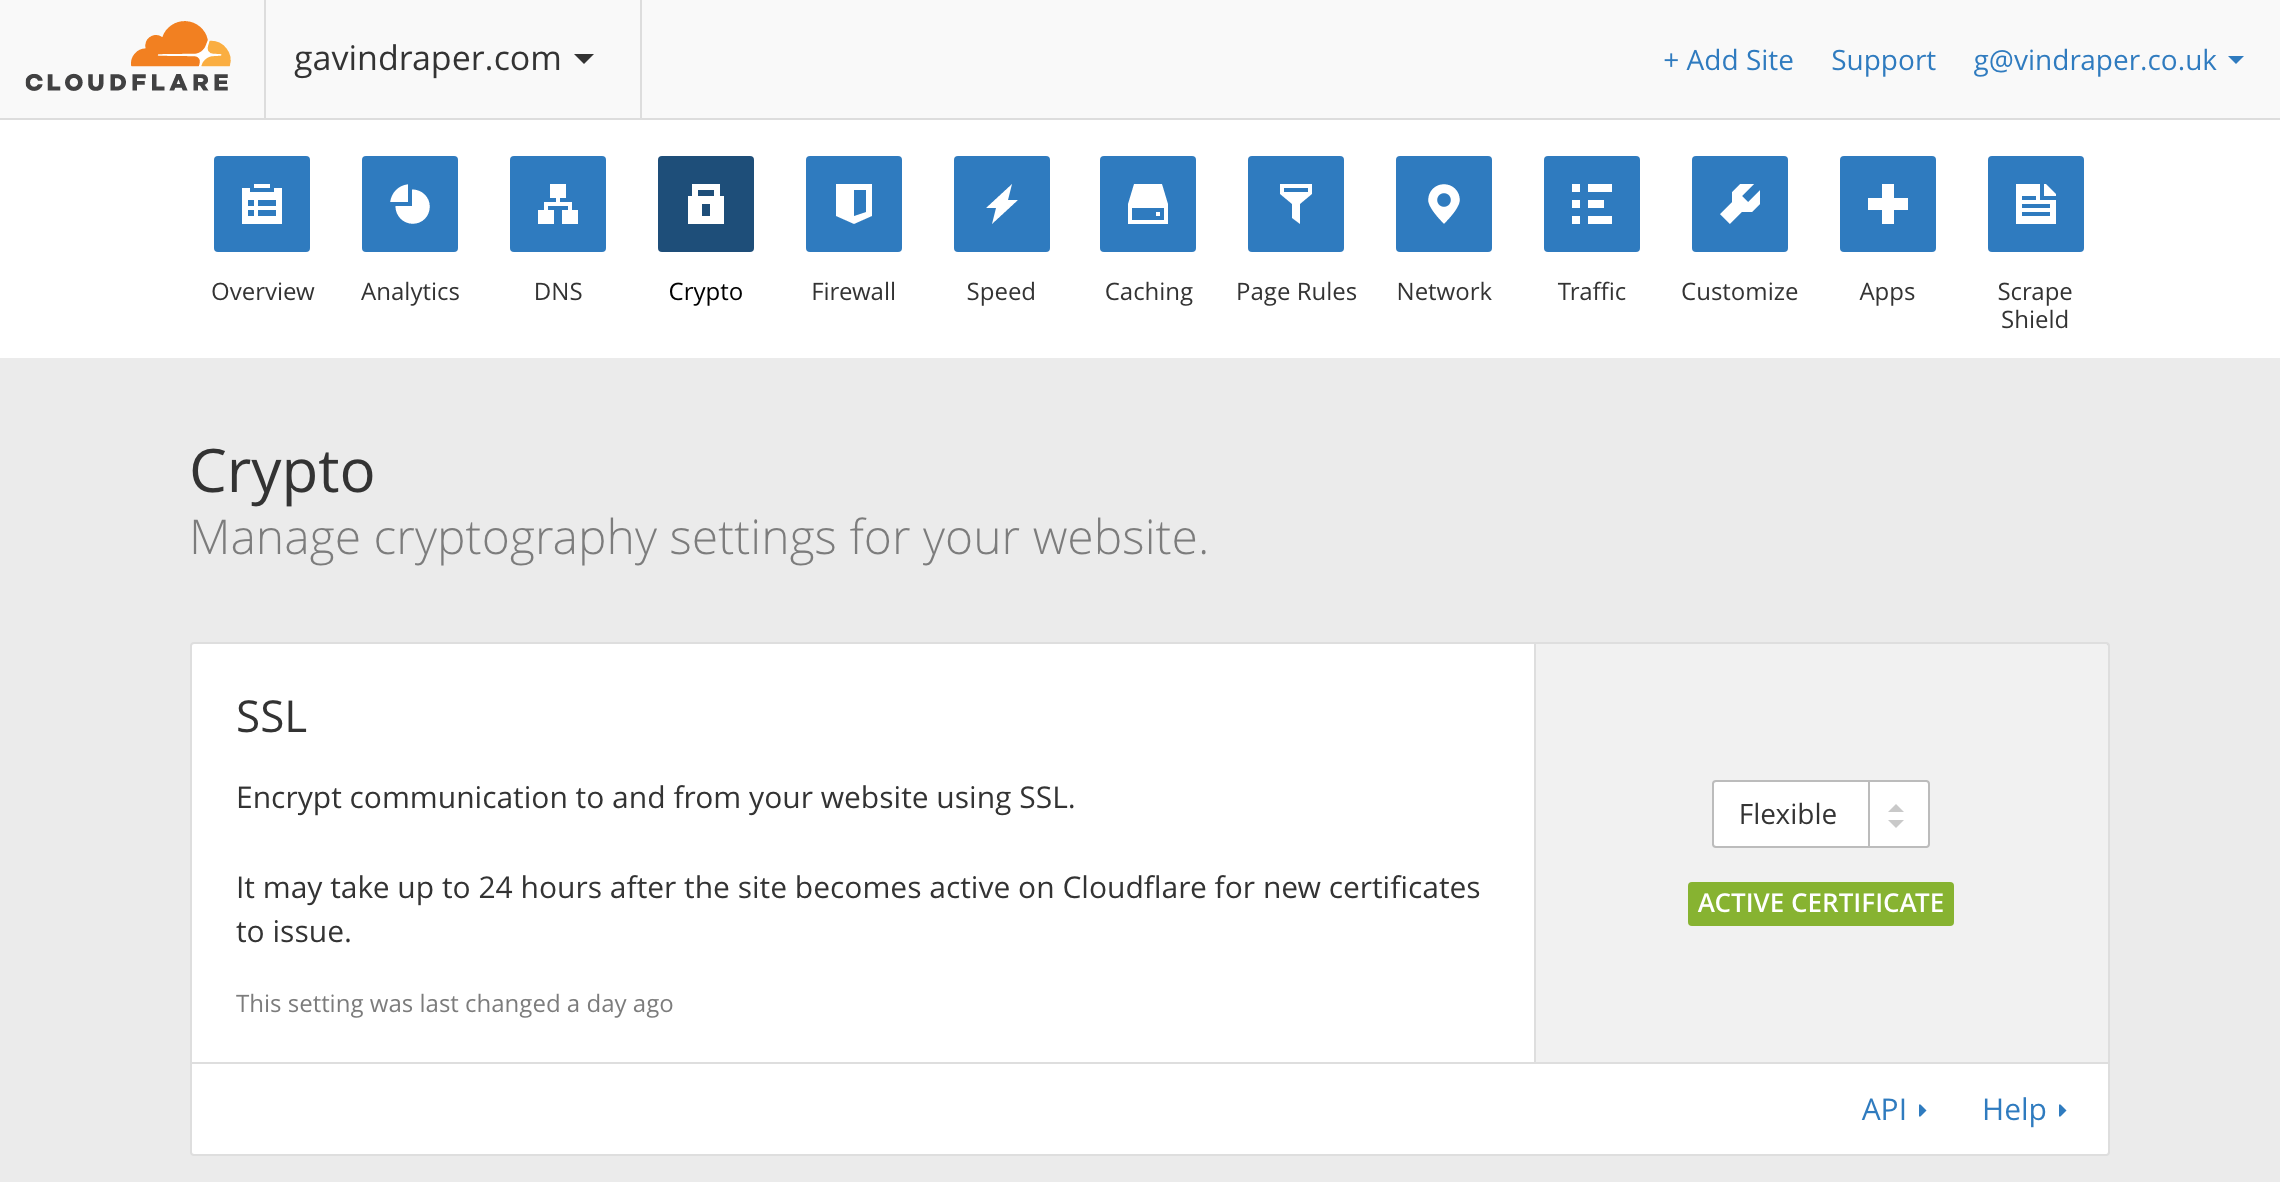 CLOUDFLARE
gavindraper.com
+ Add Site
Support
g@vindraper.co.uk
Overview
Analytics
DNS
Crypto
Firewall
Speed
Caching
Page Rules
Network
Traffic
Customize
Apps
Scrape
Shield
Crypto
Manage cryptography settings for your website.
SSL
Encrypt communication to and from your website using SSL.
It may take up to 24 hours after the site becomes active on Cloudflare for new certificates
to issue.
This setting was last changed a day ago
Flexible
ACTIVE CERTIFICATE
API
Help